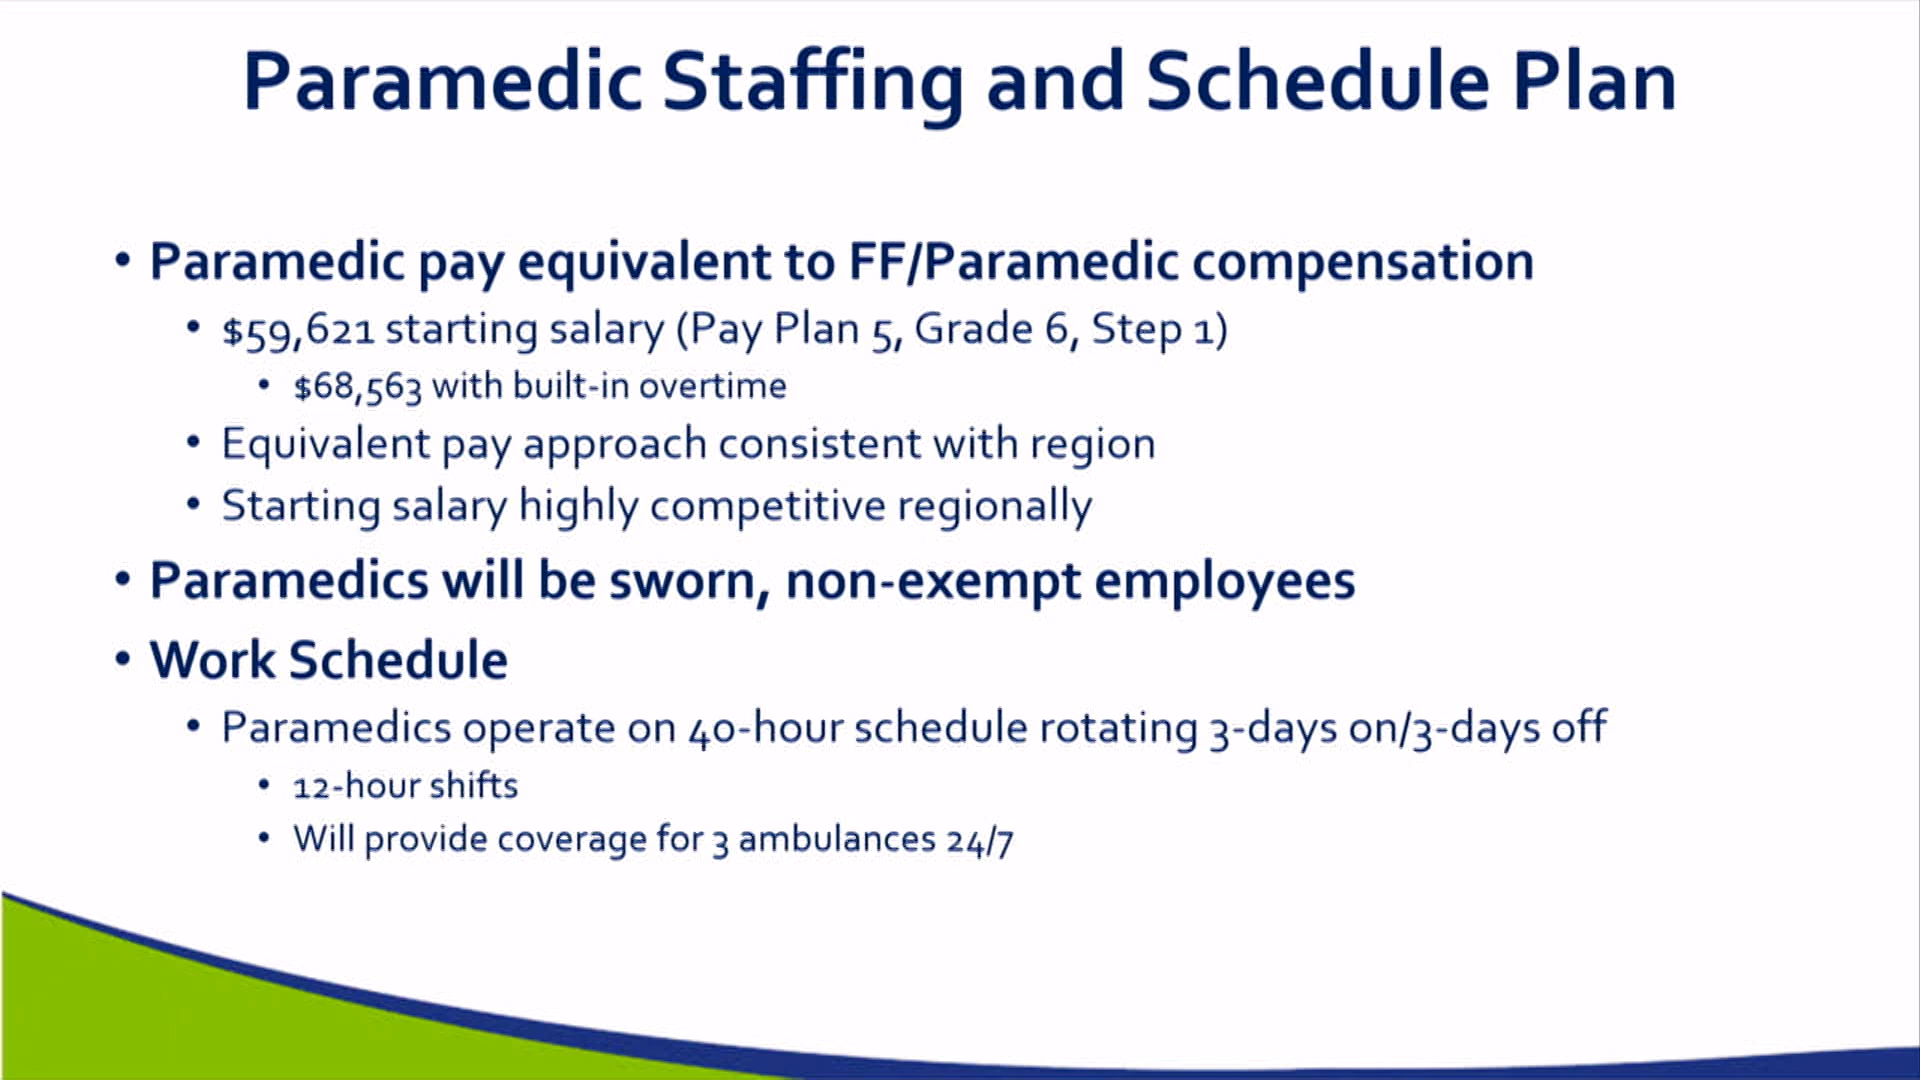 Paramedic Staffing and Schedule Plan
• Paramedic pay equivalent to FF/Paramedic compensation
• $59,621 starting salary (Pay Plan 5, Grade 6, Step 1)
• $68,563 with built-in overtime
• Equivalent pay approach consistent with region
• Starting salary highly competitive regionally
• Paramedics will be sworn, non-exempt employees
• Work Schedule
• Paramedics operate on 40-hour schedule rotating 3-days on/3-days off
• 12-hour shifts
• Will provide coverage for 3 ambulances 24/7